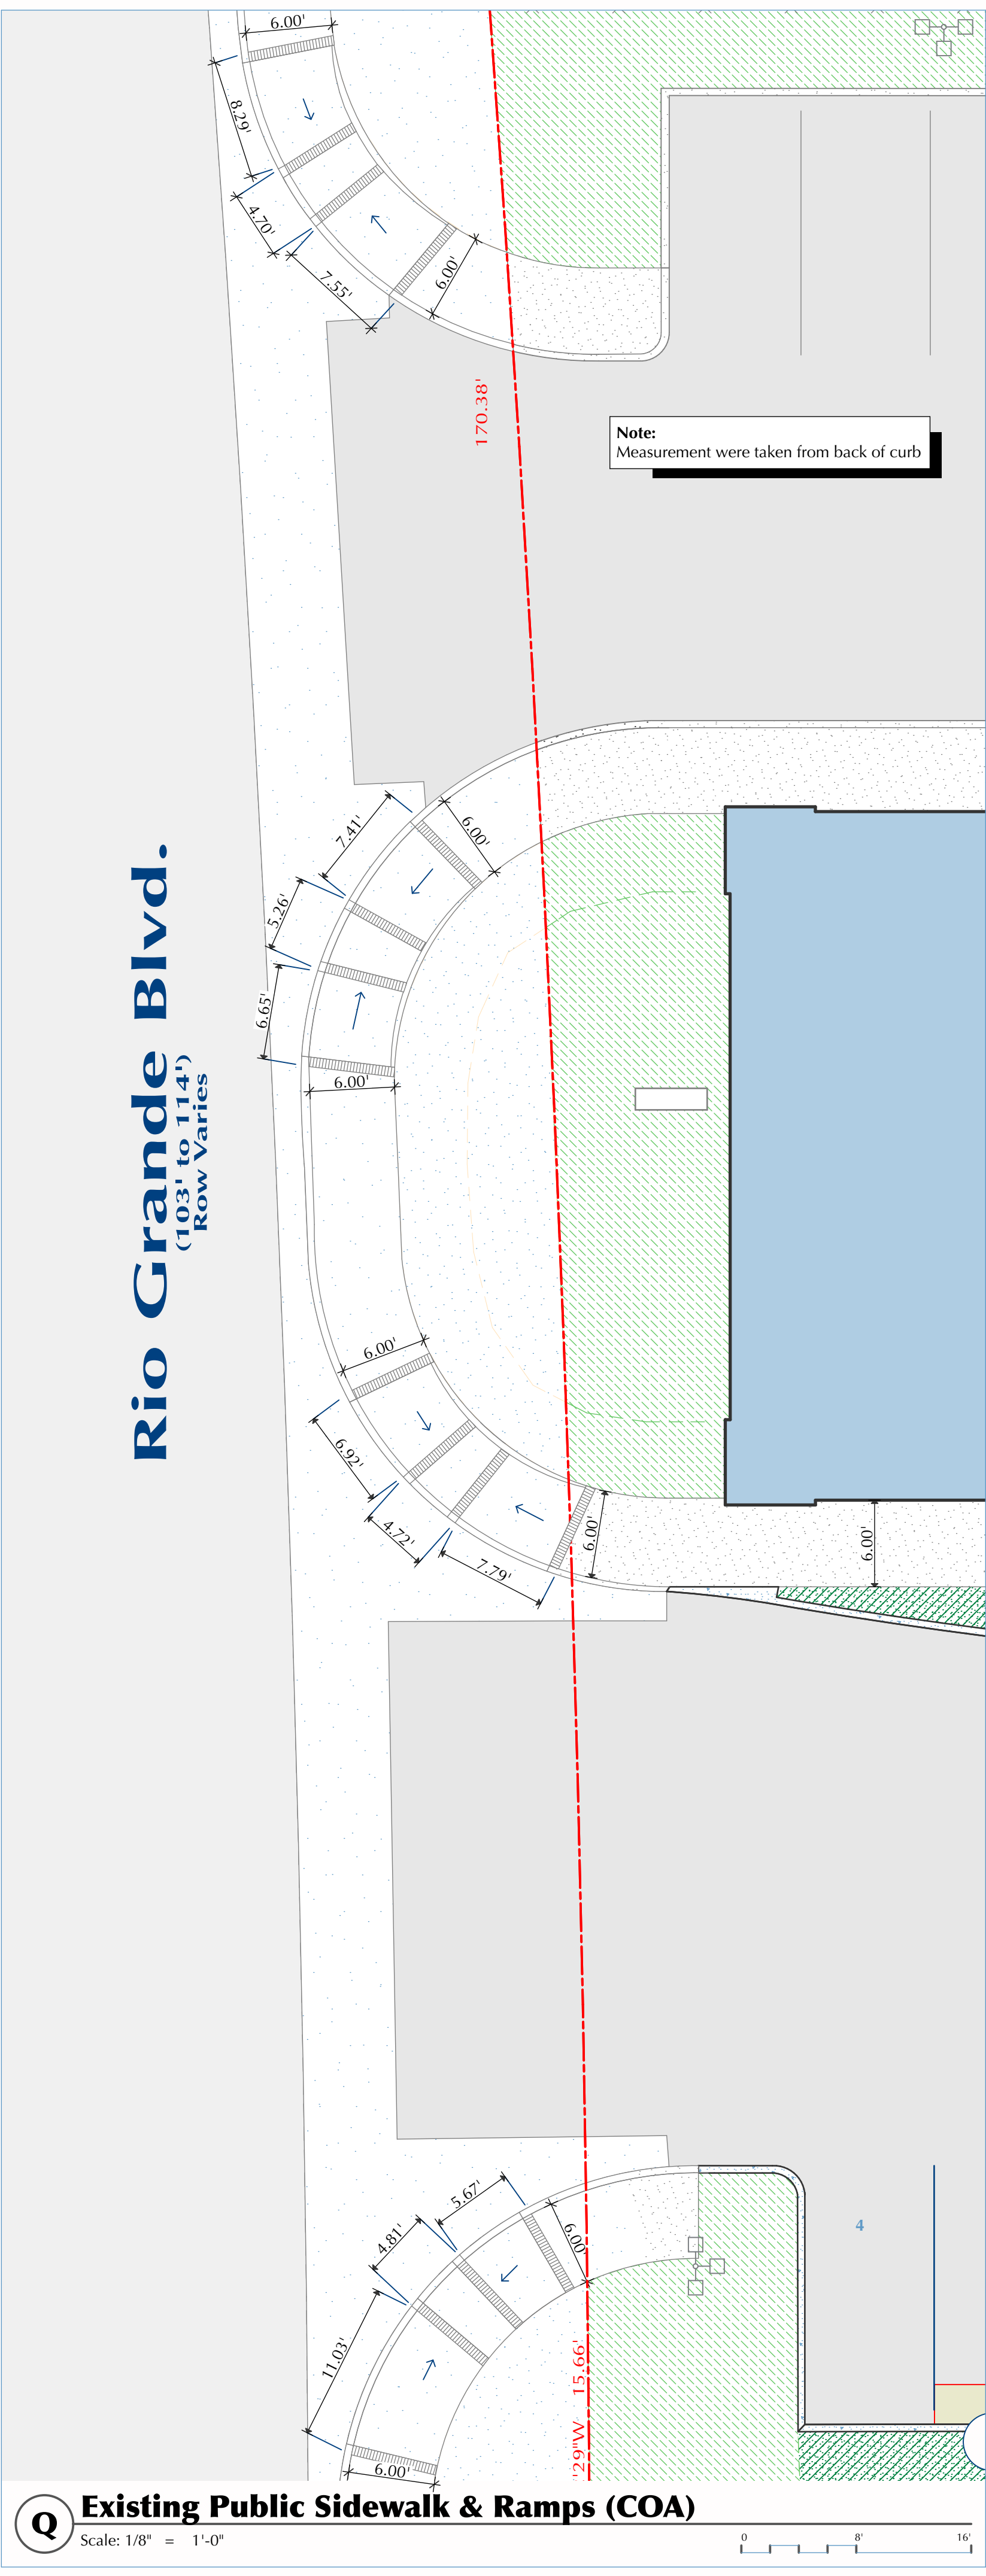 6.00'
8.29'
4.70'
7.55'
6.00'
170.38'
Note:
Measurement were taken from back of curb
7.41'
6.00'
5.26'
6.65'
6.00'
Rio Grande Blvd.
(103' to 114')
Row Varies
6.00'
6.92'
4.72'
7.79'
6.00'
6.00'
5.67'
4.81'
6.00'
4
11.03'
15.66'
'29"W
6.00'
Q
Existing Public Sidewalk & Ramps (COA)
Scale: 1/8" = 1'-0"
0 8' 16'